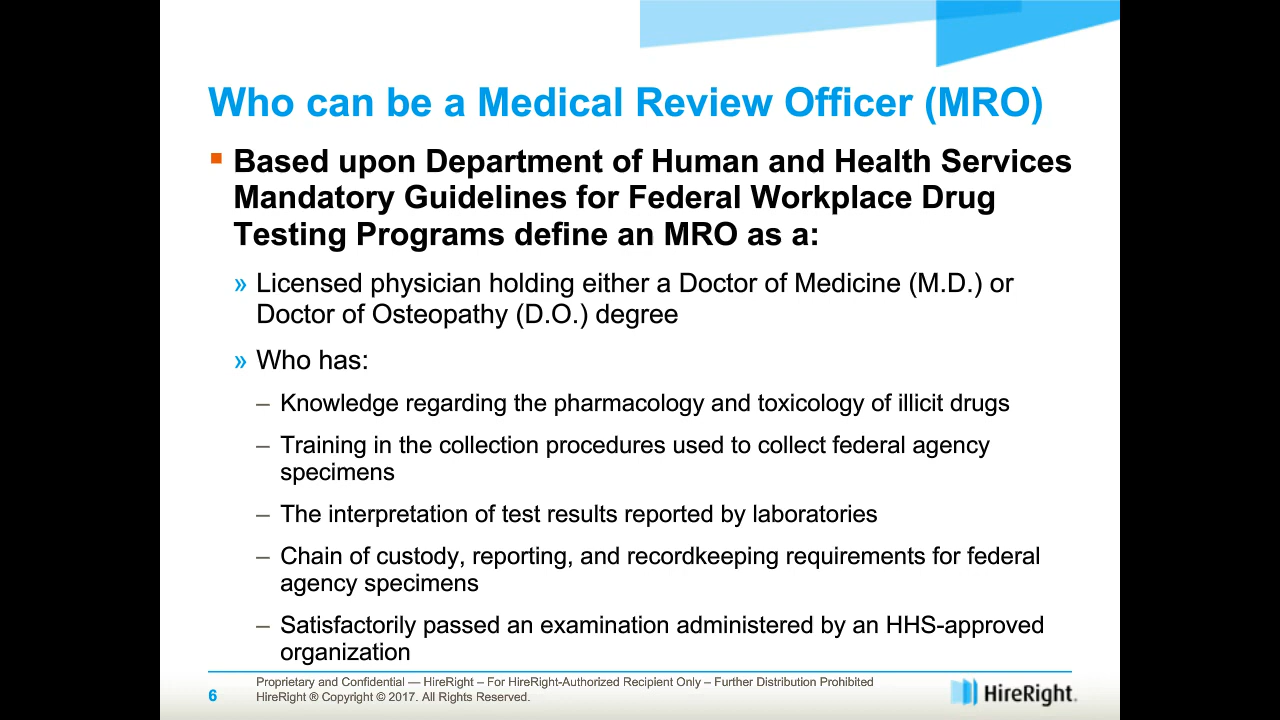 Who can be a Medical Review Officer (MRO)
Based upon Department of Human and Health Services
Mandatory Guidelines for Federal Workplace Drug
Testing Programs define an MRO as a:
» Licensed physician holding either a Doctor of Medicine (M.D.) or
Doctor of Osteopathy (D.O.) degree
» Who has:
– Knowledge regarding the pharmacology and toxicology of illicit drugs
– Training in the collection procedures used to collect federal agency
specimens
– The interpretation of test results reported by laboratories
– Chain of custody, reporting, and recordkeeping requirements for federal
agency specimens
– Satisfactorily passed an examination administered by an HHS-approved
organization
6
Proprietary and Confidential — HireRight – For HireRight-Authorized Recipient Only – Further Distribution Prohibited
HireRight ® Copyright © 2017. All Rights Reserved.
HireRight.